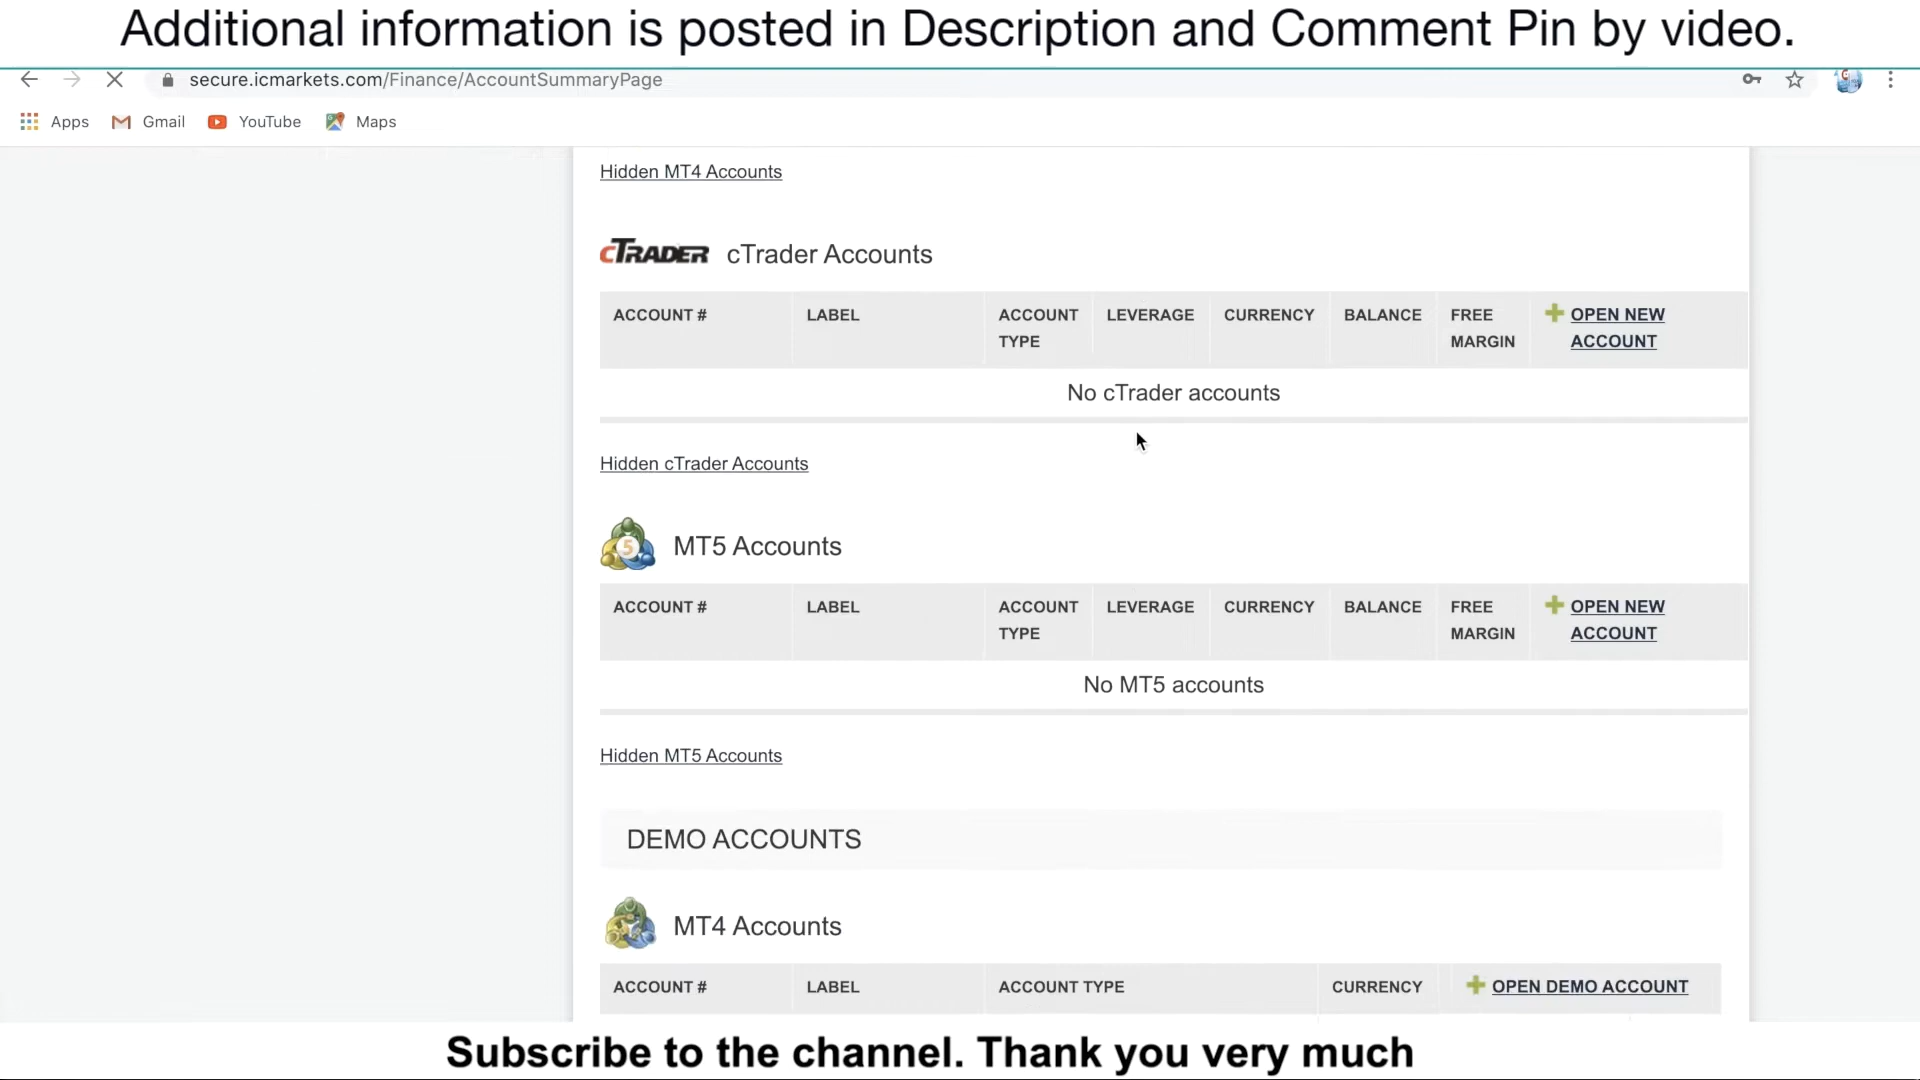 Additional information is posted in Description and Comment Pin by video.
secure.icmarkets.com/Finance/AccountSummaryPage
Apps Gmail YouTube Maps
Hidden MT4 Accounts
cTRADER cTrader Accounts
ACCOUNT # LABEL ACCOUNT TYPE LEVERAGE CURRENCY BALANCE FREE MARGIN OPEN NEW ACCOUNT
No cTrader accounts
Hidden cTrader Accounts
5 MT5 Accounts
ACCOUNT # LABEL ACCOUNT TYPE LEVERAGE CURRENCY BALANCE FREE MARGIN OPEN NEW ACCOUNT
No MT5 accounts
Hidden MT5 Accounts
DEMO ACCOUNTS
MT4 Accounts
ACCOUNT # LABEL ACCOUNT TYPE CURRENCY OPEN DEMO ACCOUNT
Subscribe to the channel. Thank you very much